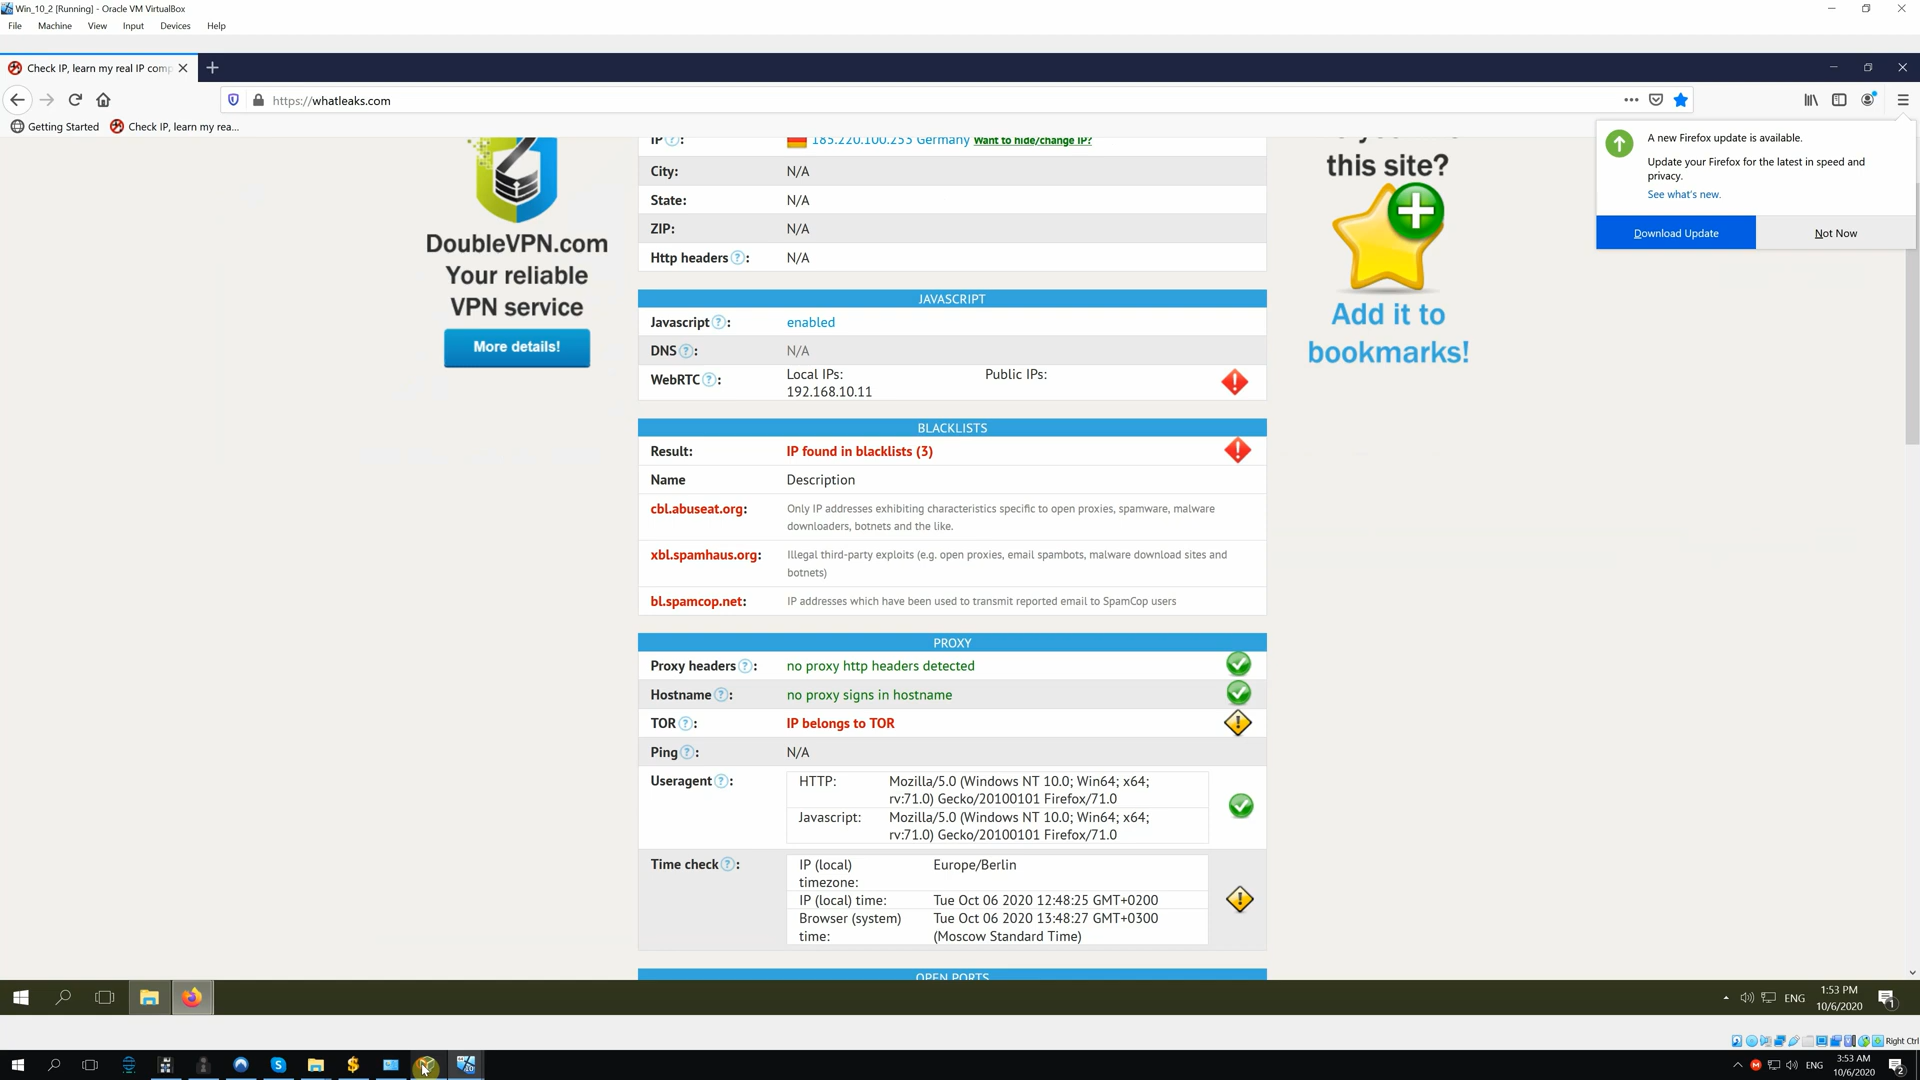 Win_10_2 [Running] - Oracle VM VirtualBox
File Machine View Input Devices Help
Check IP, learn my real IP comp
https://whatleaks.com
Getting Started Check IP, learn my rea...
A new Firefox update is available.
Update your Firefox for the latest in speed and
privacy.
See what's new.
Download Update Not Now
DoubleVPN.com
Your reliable
VPN service
More details!
IP ?: 185.220.100.253 Germany Want to hide/change IP?
City: N/A
State: N/A
ZIP: N/A
Http headers ?: N/A
JAVASCRIPT
Javascript ?: enabled
DNS ?: N/A
WebRTC ?: Local IPs: Public IPs:
192.168.10.11
BLACKLISTS
Result: IP found in blacklists (3)
Name Description
cbl.abuseat.org: Only IP addresses exhibiting characteristics specific to open proxies, spamware, malware
downloaders, botnets and the like.
xbl.spamhaus.org: Illegal third-party exploits (e.g. open proxies, email spambots, malware download sites and
botnets)
bl.spamcop.net: IP addresses which have been used to transmit reported email to SpamCop users
PROXY
Proxy headers ?: no proxy http headers detected
Hostname ?: no proxy signs in hostname
TOR ?: IP belongs to TOR
Ping ?: N/A
Useragent ?: HTTP: Mozilla/5.0 (Windows NT 10.0; Win64; x64;
rv:71.0) Gecko/20100101 Firefox/71.0
Javascript: Mozilla/5.0 (Windows NT 10.0; Win64; x64;
rv:71.0) Gecko/20100101 Firefox/71.0
Time check ?: IP (local) Europe/Berlin
timezone:
IP (local) time: Tue Oct 06 2020 12:48:25 GMT+0200
Browser (system) Tue Oct 06 2020 13:48:27 GMT+0300
time: (Moscow Standard Time)
OPEN PORTS
this site?
Add it to
bookmarks!
ENG 1:53 PM
10/6/2020
Right Ctrl
ENG 3:53 AM
10/6/2020